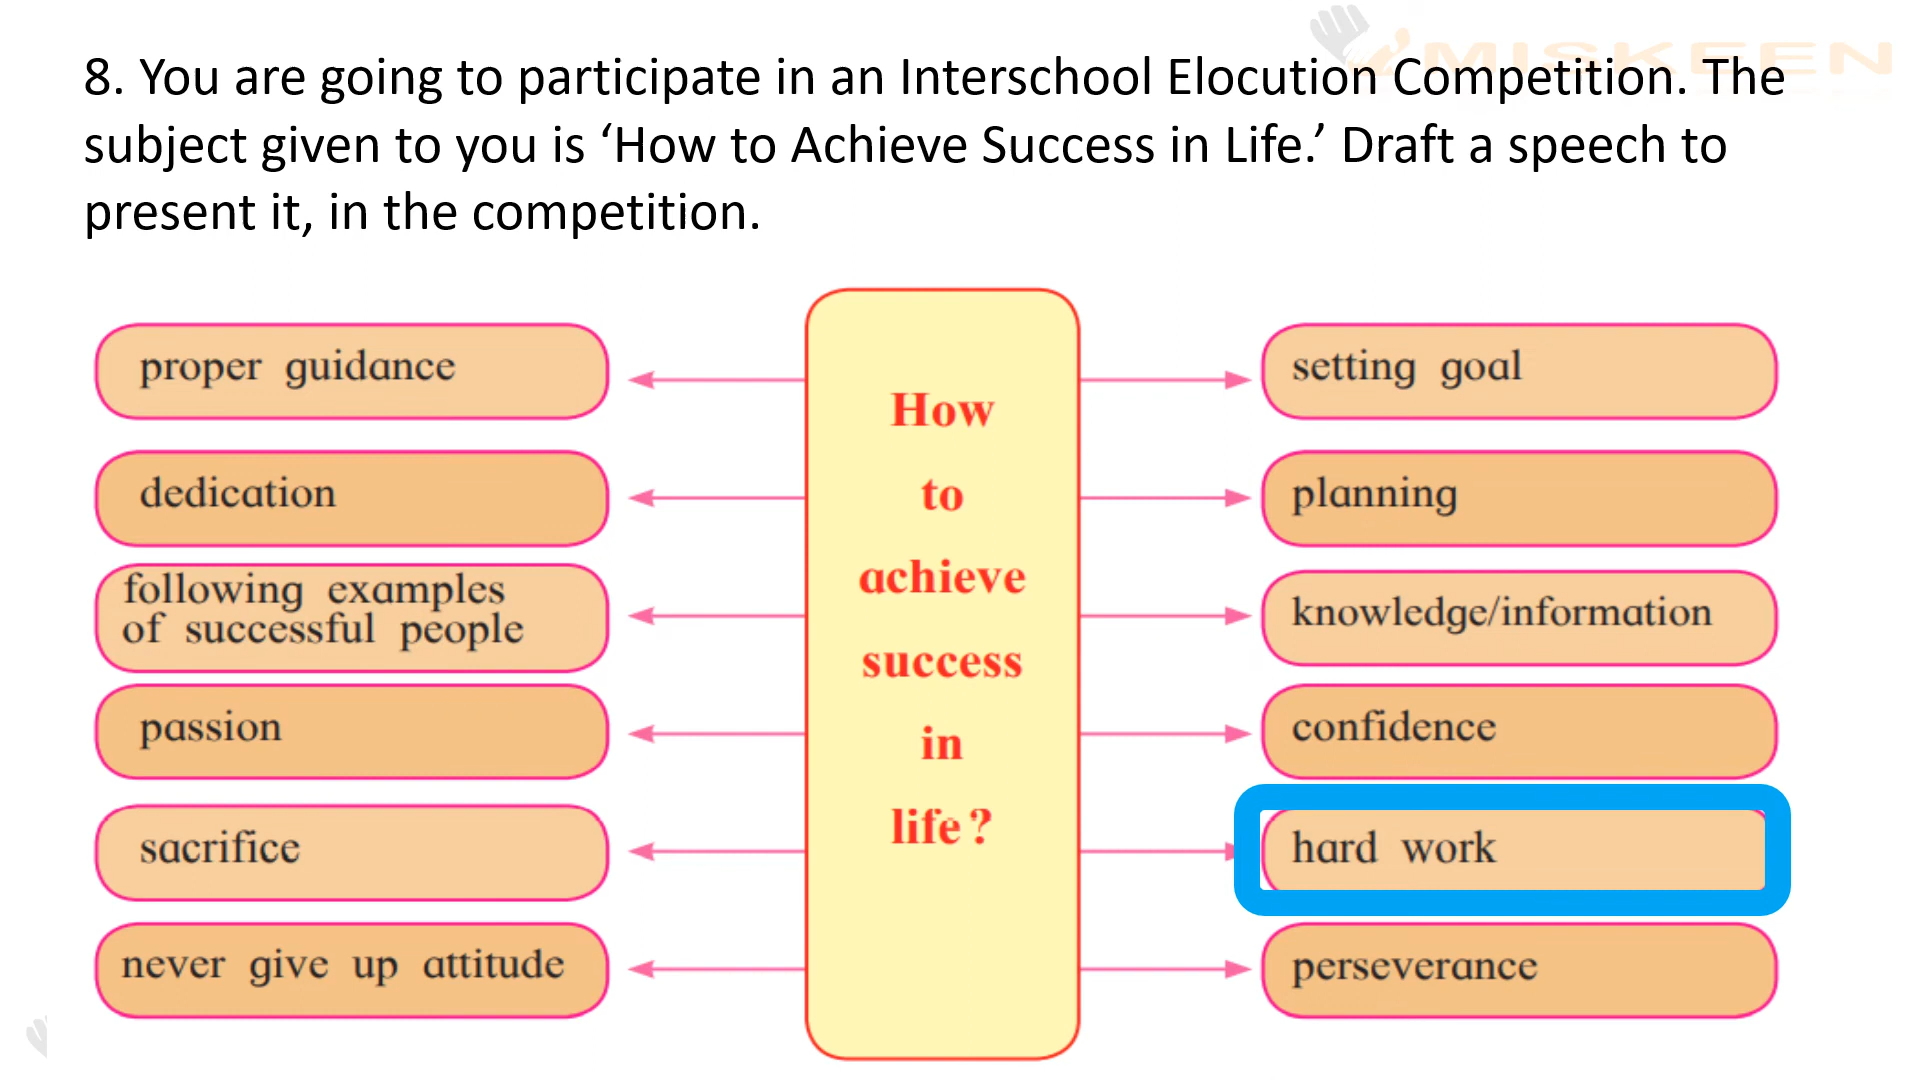 MISKEEN
8. You are going to participate in an Interschool Elocution Competition. The
subject given to you is ‘How to Achieve Success in Life.’ Draft a speech to
present it, in the competition.
proper guidance
dedication
following examples
of successful people
passion
sacrifice
never give up attitude
How
to
achieve
success
in
life?
setting goal
planning
knowledge/information
confidence
hard work
perseverance